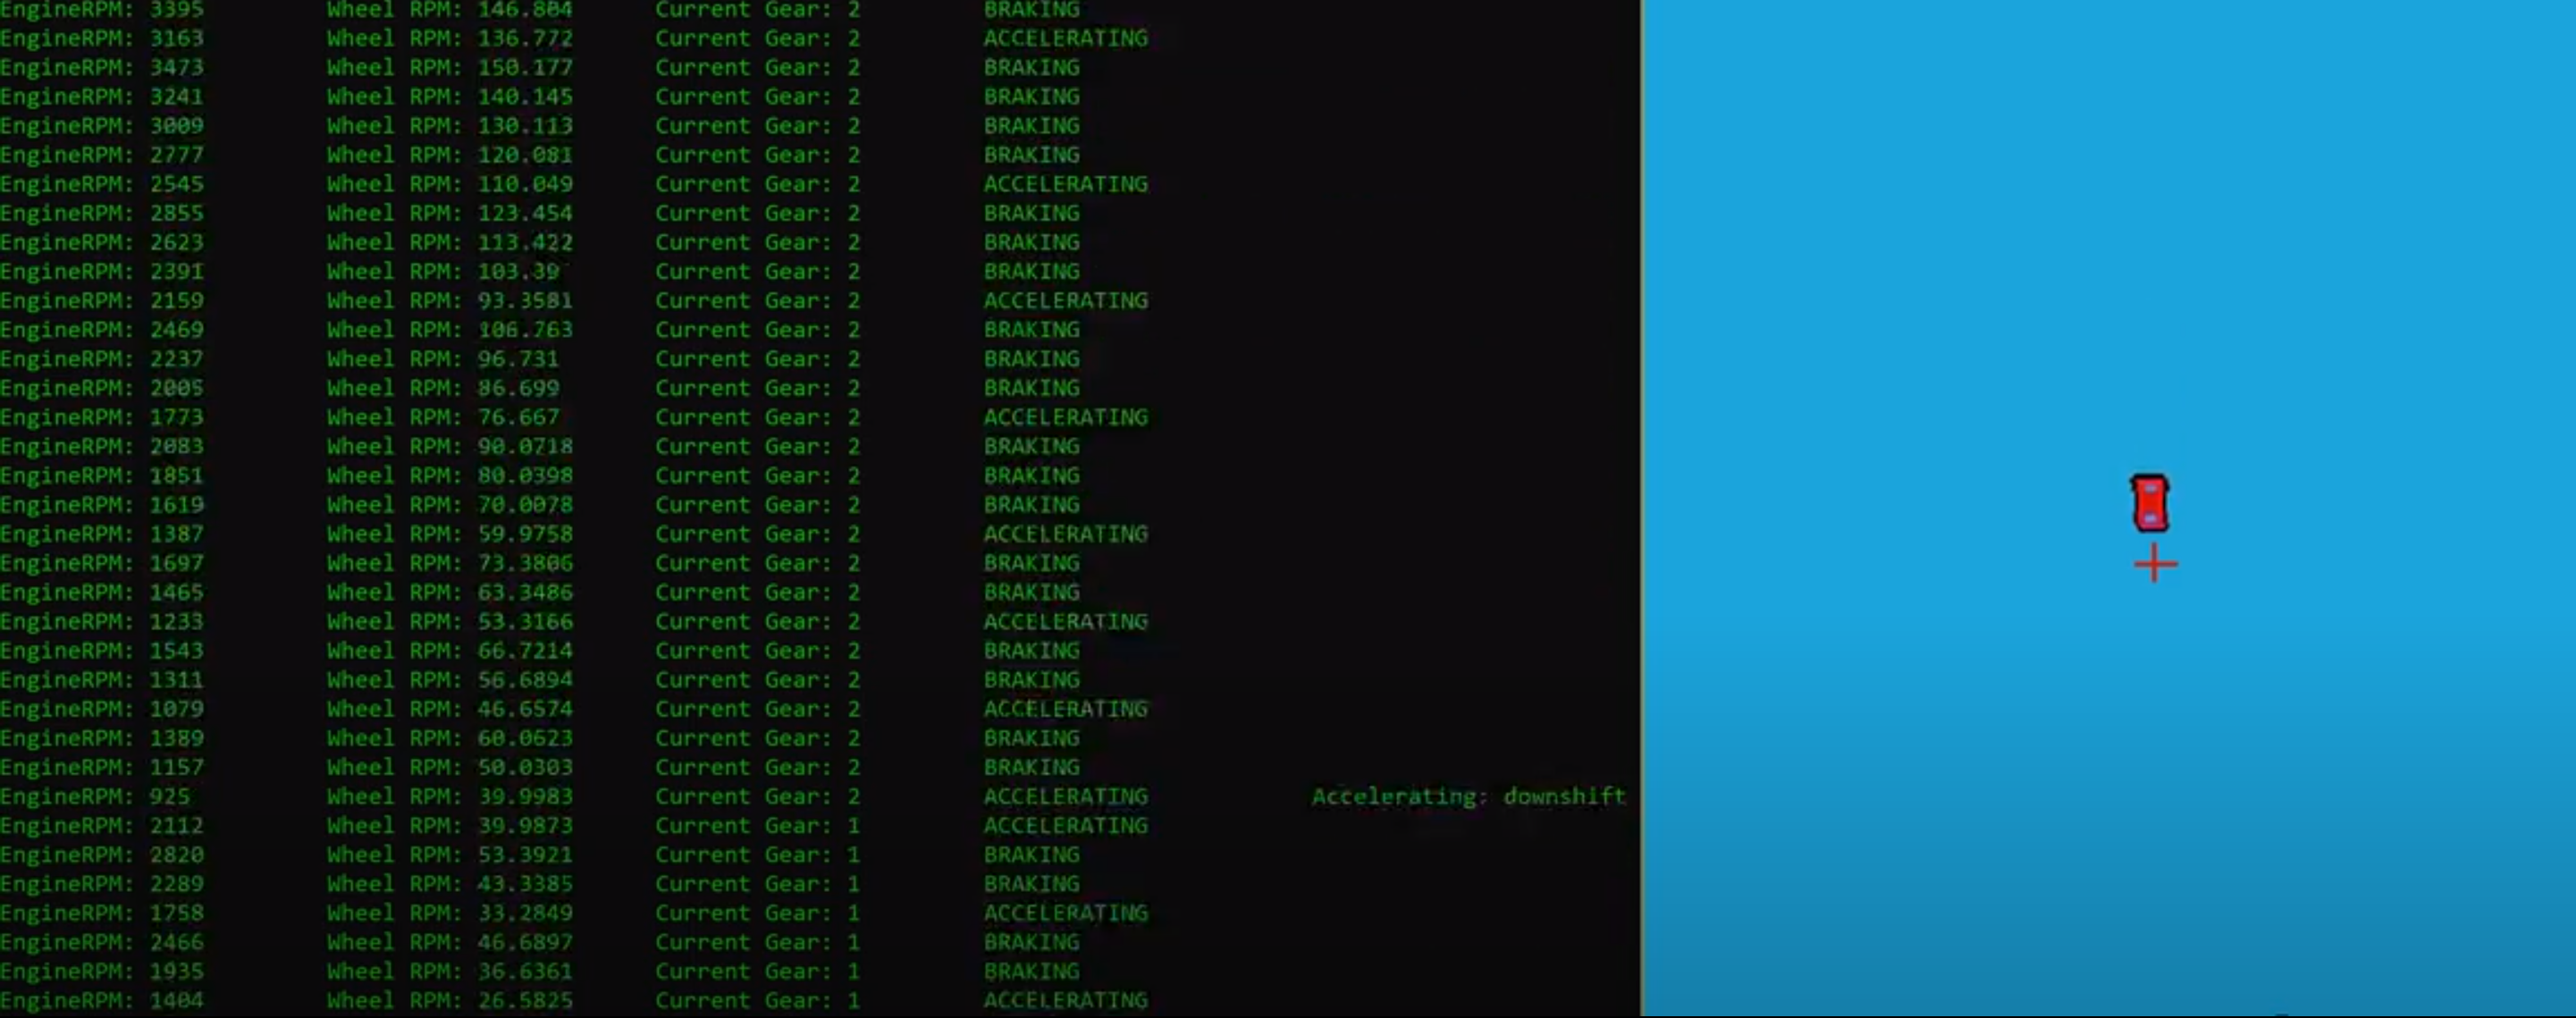 EngineRPM: 3395 Wheel RPM: 146.804 Current Gear: 2 BRAKING
EngineRPM: 3163 Wheel RPM: 136.772 Current Gear: 2 ACCELERATING
EngineRPM: 3473 Wheel RPM: 150.177 Current Gear: 2 BRAKING
EngineRPM: 3241 Wheel RPM: 140.145 Current Gear: 2 BRAKING
EngineRPM: 3009 Wheel RPM: 130.113 Current Gear: 2 BRAKING
EngineRPM: 2777 Wheel RPM: 120.081 Current Gear: 2 BRAKING
EngineRPM: 2545 Wheel RPM: 110.049 Current Gear: 2 ACCELERATING
EngineRPM: 2855 Wheel RPM: 123.454 Current Gear: 2 BRAKING
EngineRPM: 2623 Wheel RPM: 113.422 Current Gear: 2 BRAKING
EngineRPM: 2391 Wheel RPM: 103.39 Current Gear: 2 BRAKING
EngineRPM: 2159 Wheel RPM: 93.3581 Current Gear: 2 ACCELERATING
EngineRPM: 2469 Wheel RPM: 106.763 Current Gear: 2 BRAKING
EngineRPM: 2237 Wheel RPM: 96.731 Current Gear: 2 BRAKING
EngineRPM: 2005 Wheel RPM: 86.699 Current Gear: 2 BRAKING
EngineRPM: 1773 Wheel RPM: 76.667 Current Gear: 2 ACCELERATING
EngineRPM: 2083 Wheel RPM: 90.0718 Current Gear: 2 BRAKING
EngineRPM: 1851 Wheel RPM: 80.0398 Current Gear: 2 BRAKING
EngineRPM: 1619 Wheel RPM: 70.0078 Current Gear: 2 BRAKING
EngineRPM: 1387 Wheel RPM: 59.9758 Current Gear: 2 ACCELERATING
EngineRPM: 1697 Wheel RPM: 73.3806 Current Gear: 2 BRAKING
EngineRPM: 1465 Wheel RPM: 63.3486 Current Gear: 2 BRAKING
EngineRPM: 1233 Wheel RPM: 53.3166 Current Gear: 2 ACCELERATING
EngineRPM: 1543 Wheel RPM: 66.7214 Current Gear: 2 BRAKING
EngineRPM: 1311 Wheel RPM: 56.6894 Current Gear: 2 BRAKING
EngineRPM: 1079 Wheel RPM: 46.6574 Current Gear: 2 ACCELERATING
EngineRPM: 1389 Wheel RPM: 60.0623 Current Gear: 2 BRAKING
EngineRPM: 1157 Wheel RPM: 50.0303 Current Gear: 2 BRAKING
EngineRPM: 925 Wheel RPM: 39.9983 Current Gear: 2 ACCELERATING Accelerating: downshift
EngineRPM: 2112 Wheel RPM: 39.9873 Current Gear: 1 ACCELERATING
EngineRPM: 2820 Wheel RPM: 53.3921 Current Gear: 1 BRAKING
EngineRPM: 2289 Wheel RPM: 43.3385 Current Gear: 1 BRAKING
EngineRPM: 1758 Wheel RPM: 33.2849 Current Gear: 1 ACCELERATING
EngineRPM: 2466 Wheel RPM: 46.6897 Current Gear: 1 BRAKING
EngineRPM: 1935 Wheel RPM: 36.6361 Current Gear: 1 BRAKING
EngineRPM: 1404 Wheel RPM: 26.5825 Current Gear: 1 ACCELERATING